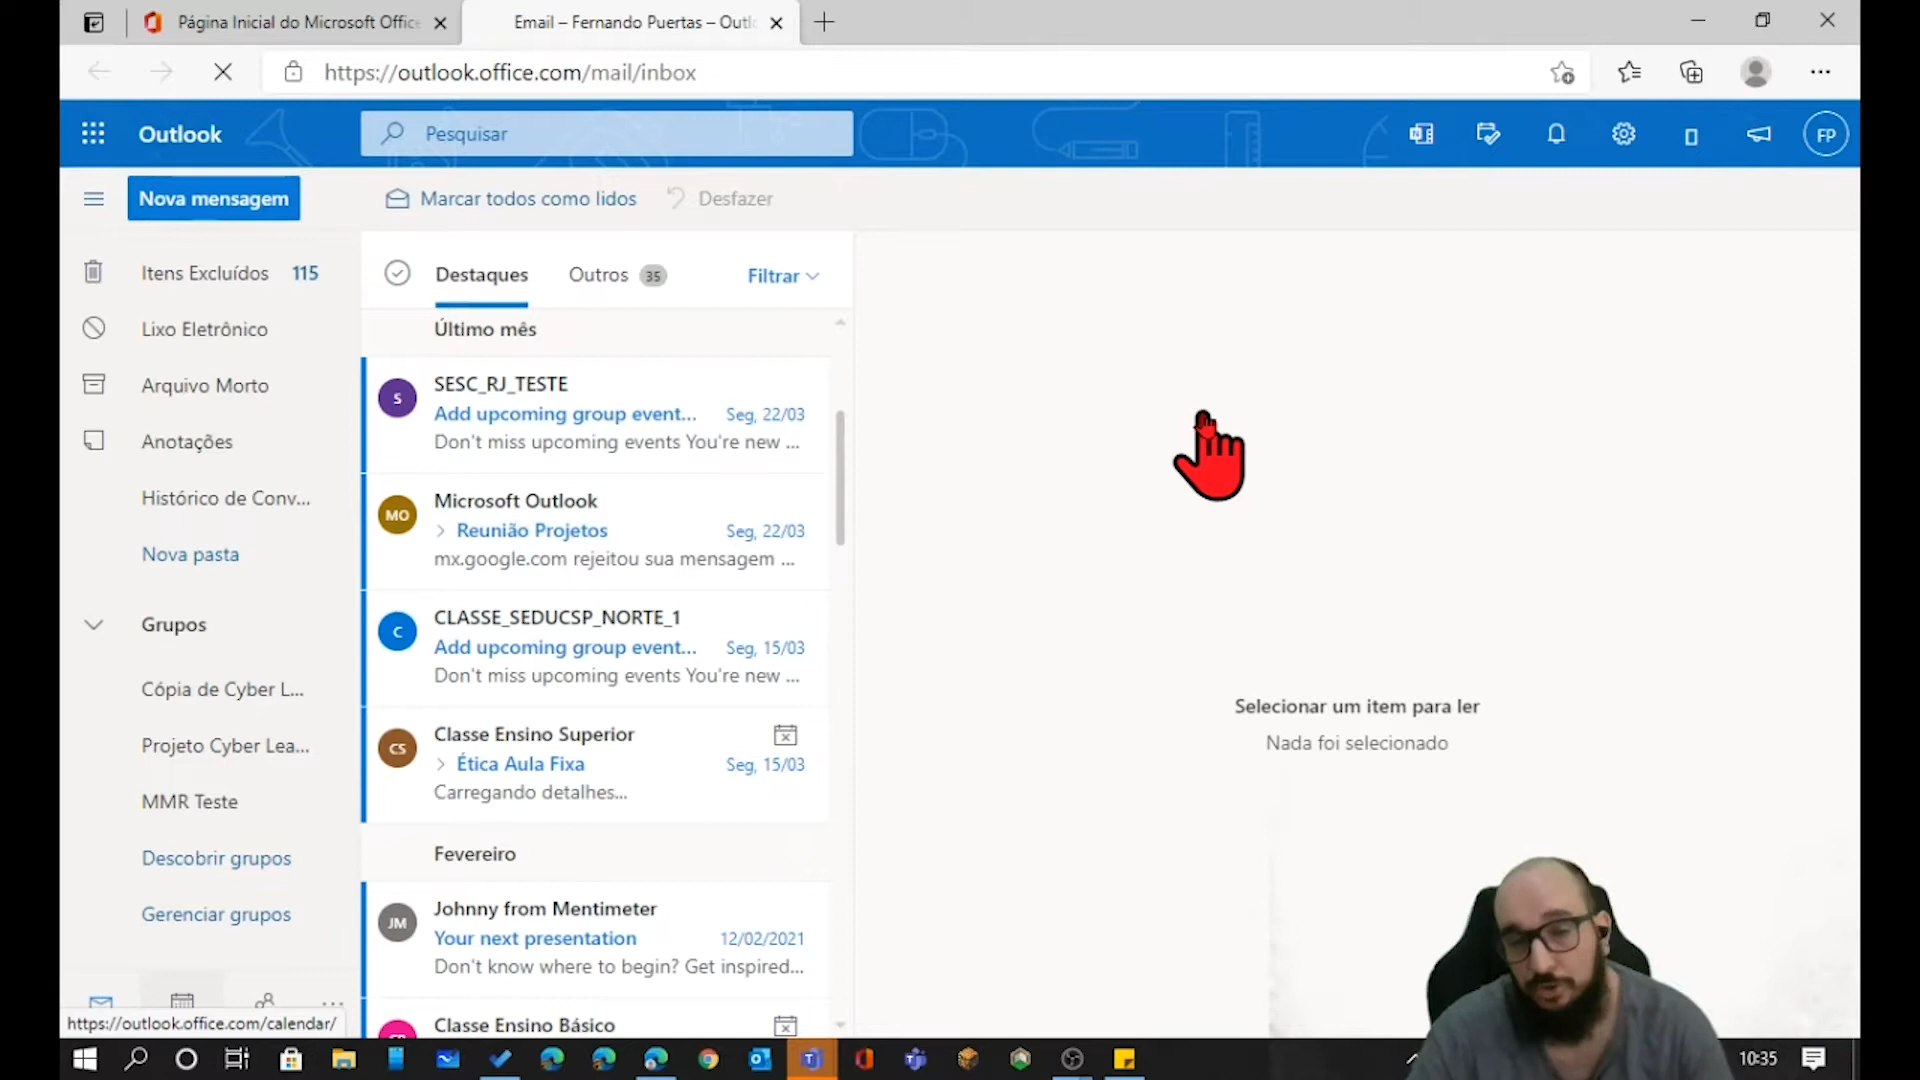 Página Inicial do Microsoft Office
Email – Fernando Puertas – Outl
https://outlook.office.com/mail/inbox
Outlook
Pesquisar
FP
Nova mensagem
Marcar todos como lidos
Desfazer
Itens Excluídos 115
Lixo Eletrônico
Arquivo Morto
Anotações
Histórico de Conv...
Nova pasta
Grupos
Cópia de Cyber L...
Projeto Cyber Lea...
MMR Teste
Descobrir grupos
Gerenciar grupos
https://outlook.office.com/calendar/
Destaques
Outros 35
Filtrar
Último mês
S
SESC_RJ_TESTE
Add upcoming group event... Seg, 22/03
Don't miss upcoming events You're new ...
MO
Microsoft Outlook
Reunião Projetos Seg, 22/03
mx.google.com rejeitou sua mensagem ...
C
CLASSE_SEDUCSP_NORTE_1
Add upcoming group event... Seg, 15/03
Don't miss upcoming events You're new ...
CS
Classe Ensino Superior
Ética Aula Fixa Seg, 15/03
Carregando detalhes...
Fevereiro
JM
Johnny from Mentimeter
Your next presentation 12/02/2021
Don't know where to begin? Get inspired...
Classe Ensino Básico
Selecionar um item para ler
Nada foi selecionado
10:35